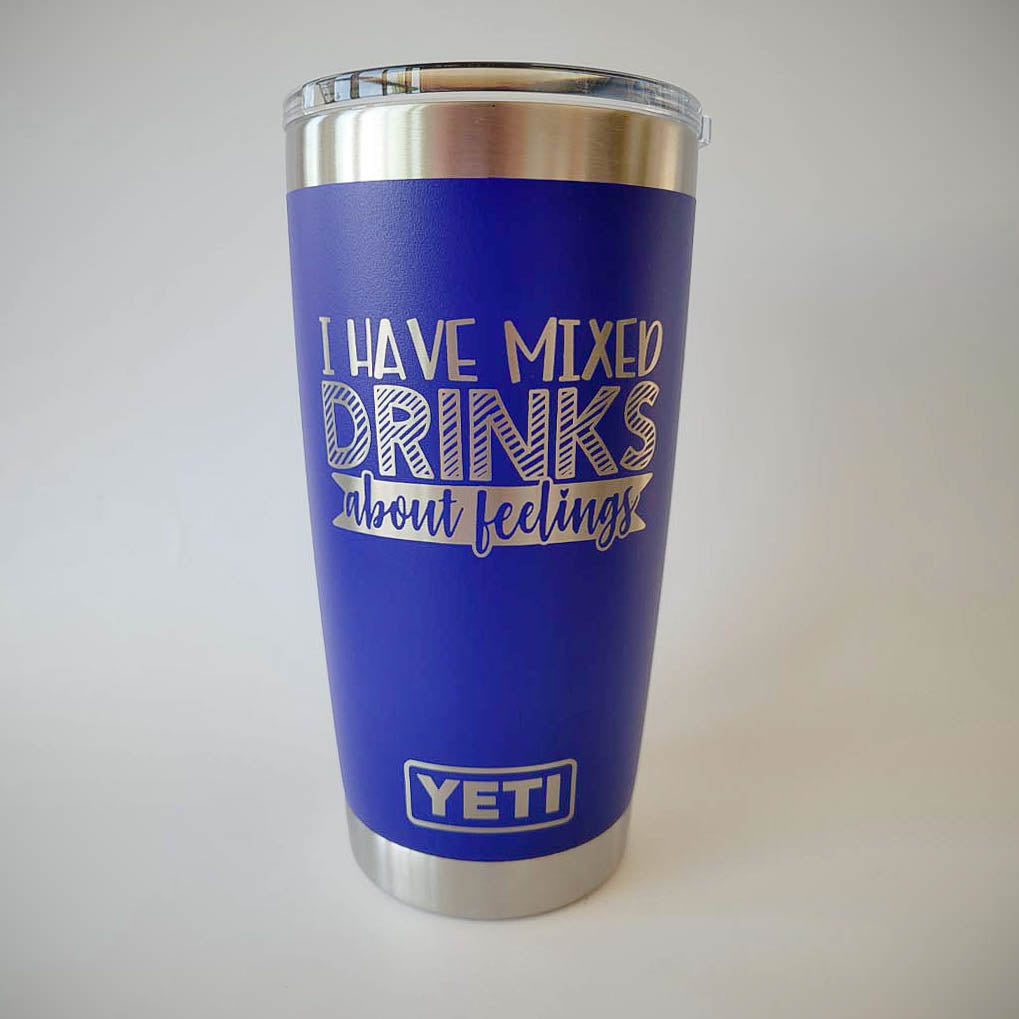 I HAVE MIXED
DRINKS
about feelings
YETI